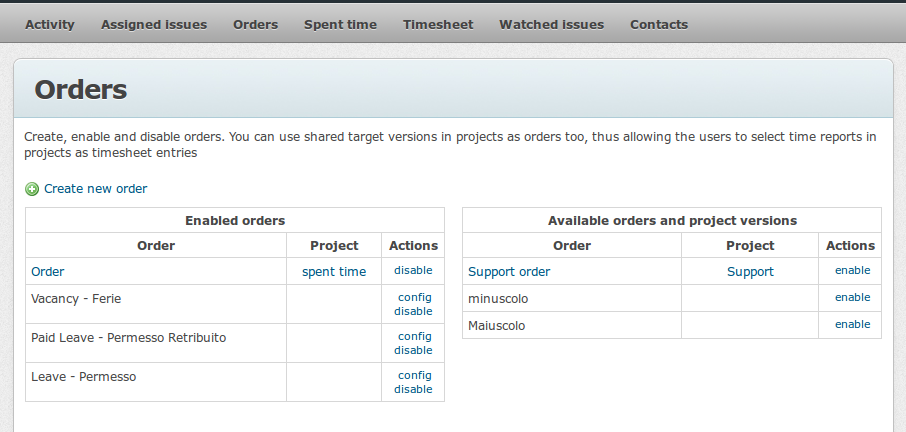 Activity Assigned issues Orders Spent time Timesheet Watched issues Contacts
Orders
Create, enable and disable orders. You can use shared target versions in projects as orders too, thus allowing the users to select time reports in
projects as timesheet entries
Create new order
Enabled orders
Order Project Actions
Order spent time disable
Vacancy - Ferie config
disable
Paid Leave - Permesso Retribuito config
disable
Leave - Permesso config
disable
Available orders and project versions
Order Project Actions
Support order Support enable
minuscolo enable
Maiuscolo enable